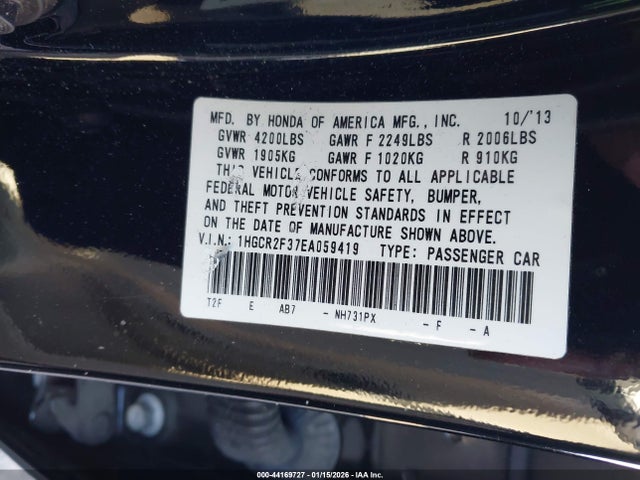 MFD. BY HONDA OF AMERICA MFG., INC. 10/'13
GVWR 4200LBS GAWR F 2249LBS R 2006LBS
GVWR 1905KG GAWR F 1020KG R 910KG
THIS VEHICLE CONFORMS TO ALL APPLICABLE
FEDERAL MOTOR VEHICLE SAFETY, BUMPER,
AND THEFT PREVENTION STANDARDS IN EFFECT
ON THE DATE OF MANUFACTURE SHOWN ABOVE.
V.I.N.: 1HGCR2F37EA059419 TYPE: PASSENGER CAR
T2F E AB7 - NH731PX - F - A
000-44169727 - 01/15/2026 - IAA Inc.